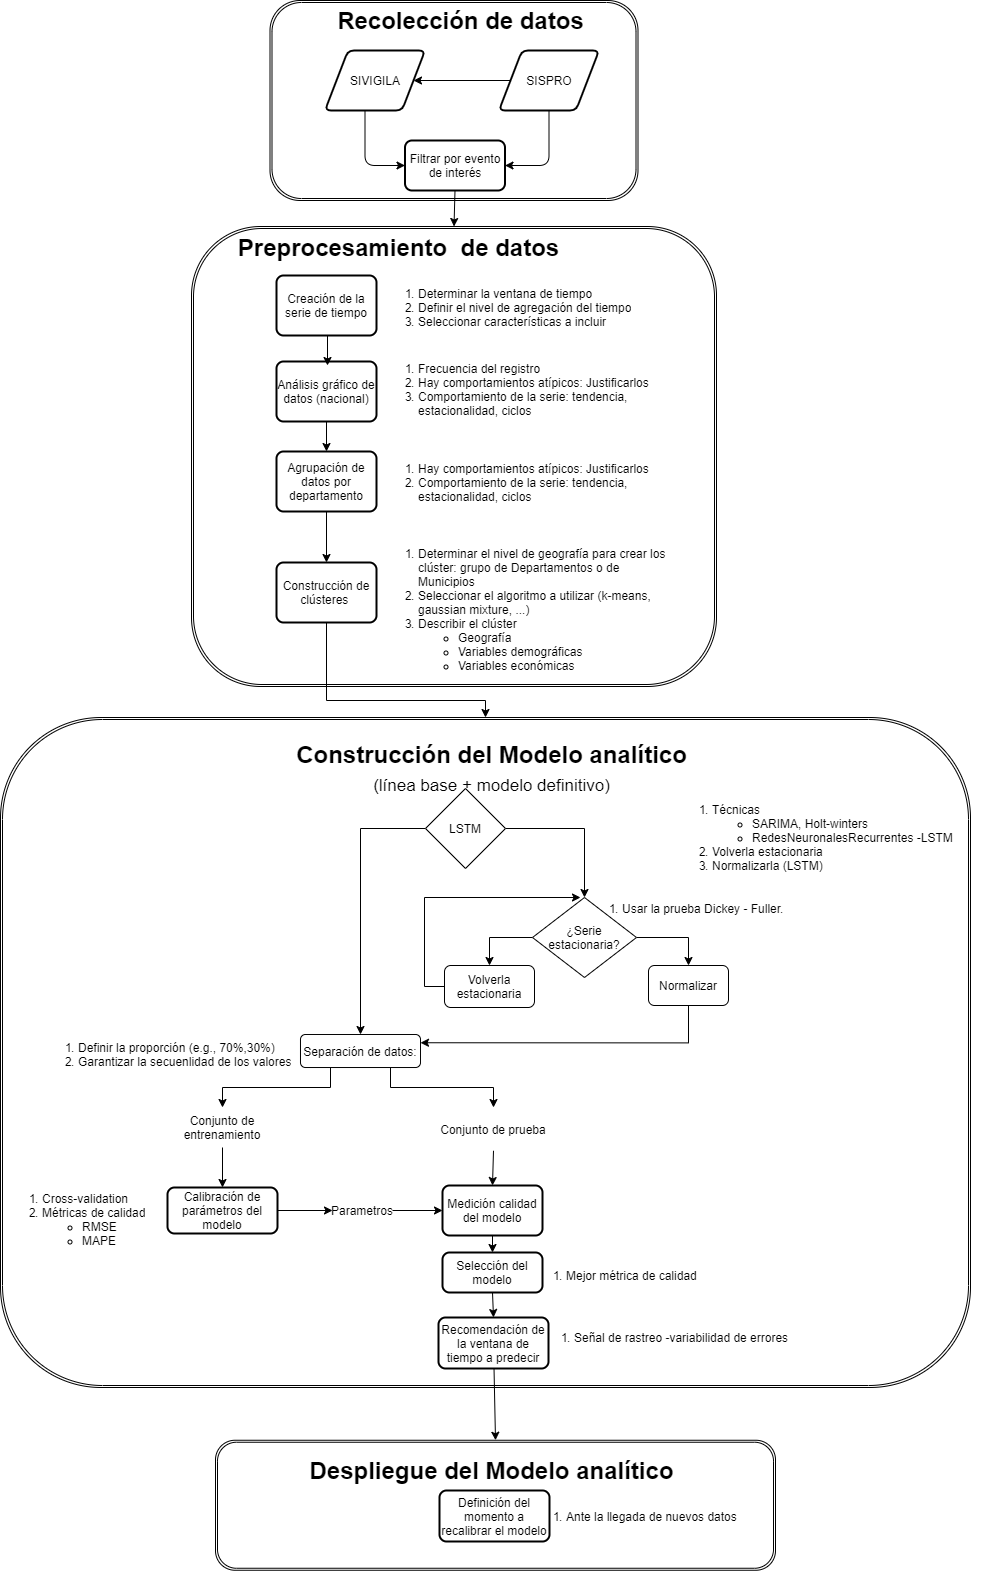 Recolección de datos
SIVIGILA
SISPRO
Filtrar por evento
de interés
Preprocesamiento  de datos
Creación de la
serie de tiempo
1. Determinar la ventana de tiempo
2. Definir el nivel de agregación del tiempo
3. Seleccionar características a incluir
Análisis gráfico de
datos (nacional)
1. Frecuencia del registro
2. Hay comportamientos atípicos: Justificarlos
3. Comportamiento de la serie: tendencia,
estacionalidad, ciclos
Agrupación de
datos por
departamento
1. Hay comportamientos atípicos: Justificarlos
2. Comportamiento de la serie: tendencia,
estacionalidad, ciclos
Construcción de
clústeres
1. Determinar el nivel de geografía para crear los
clúster: grupo de Departamentos o de
Municipios
2. Seleccionar el algoritmo a utilizar (k-means,
gaussian mixture, ...)
3. Describir el clúster
Geografía
Variables demográficas
Variables económicas
Construcción del Modelo analítico
(línea base + modelo definitivo)
LSTM
1. Técnicas
SARIMA, Holt-winters
RedesNeuronalesRecurrentes -LSTM
2. Volverla estacionaria
3. Normalizarla (LSTM)
1. Usar la prueba Dickey - Fuller.
¿Serie
estacionaria?
Volverla
estacionaria
Normalizar
1. Definir la proporción (e.g., 70%,30%)
2. Garantizar la secuenlidad de los valores
Separación de datos:
Conjunto de
entrenamiento
Conjunto de prueba
1. Cross-validation
2. Métricas de calidad
RMSE
MAPE
Calibración de
parámetros del
modelo
Parametros
Medición calidad
del modelo
Selección del
modelo
1. Mejor métrica de calidad
Recomendación de
la ventana de
tiempo a predecir
1. Señal de rastreo -variabilidad de errores
Despliegue del Modelo analítico
Definición del
momento a
recalibrar el modelo
1. Ante la llegada de nuevos datos